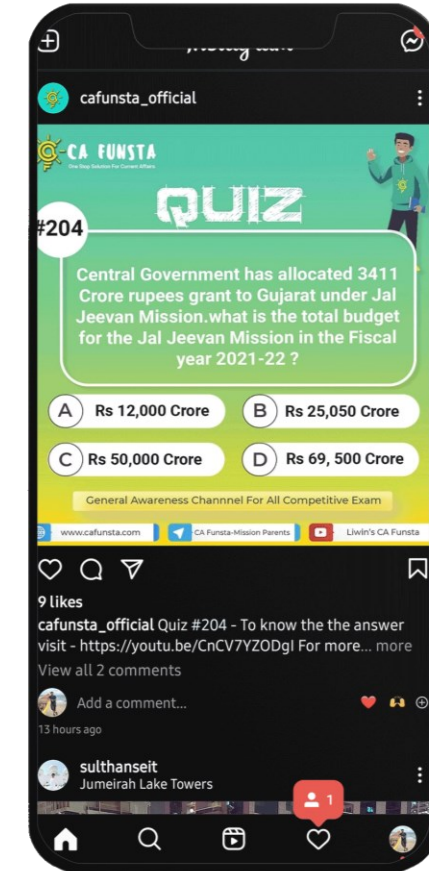 cafunsta_official
CA FUNSTA
One Stop Solution For Current Affairs
QUIZ
#204
Central Government has allocated 3411
Crore rupees grant to Gujarat under Jal
Jeevan Mission.what is the total budget
for the Jal Jeevan Mission in the Fiscal
year 2021-22 ?
A Rs 12,000 Crore
B Rs 25,050 Crore
C Rs 50,000 Crore
D Rs 69, 500 Crore
General Awareness Channnel For All Competitive Exam
www.cafunsta.com
CA Funsta-Mission Parents
Liwin's CA Funsta
9 likes
cafunsta_official Quiz #204 - To know the the answer
visit - https://youtu.be/CnCV7YZODgI For more... more
View all 2 comments
Add a comment...
13 hours ago
sulthanseit
Jumeirah Lake Towers
1